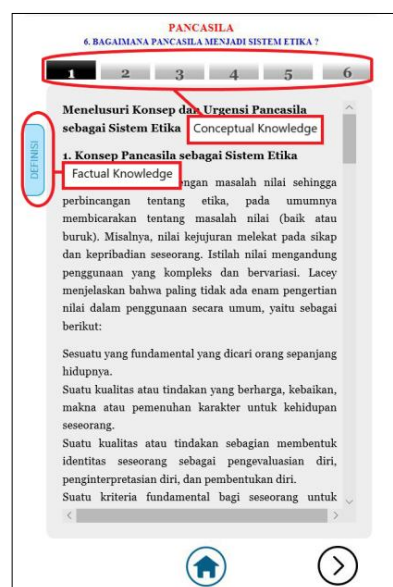 PANCASILA
6. BAGAIMANA PANCASILA MENJADI SISTEM ETIKA ?
1 2 3 4 5 6
Menelusuri Konsep dan Urgensi Pancasila
sebagai Sistem Etika
Conceptual Knowledge
DEFINISI
1. Konsep Pancasila sebagai Sistem Etika
Factual Knowledge
engan masalah nilai sehingga
perbincangan tentang etika, pada umumnya
membicarakan tentang masalah nilai (baik atau
buruk). Misalnya, nilai kejujuran melekat pada sikap
dan kepribadian seseorang. Istilah nilai mengandung
penggunaan yang kompleks dan bervariasi. Lacey
menjelaskan bahwa paling tidak ada enam pengertian
nilai dalam penggunaan secara umum, yaitu sebagai
berikut:
Sesuatu yang fundamental yang dicari orang sepanjang
hidupnya.
Suatu kualitas atau tindakan yang berharga, kebaikan,
makna atau pemenuhan karakter untuk kehidupan
seseorang.
Suatu kualitas atau tindakan sebagian membentuk
identitas seseorang sebagai pengevaluasian diri,
penginterpretasian diri, dan pembentukan diri.
Suatu kriteria fundamental bagi seseorang untuk